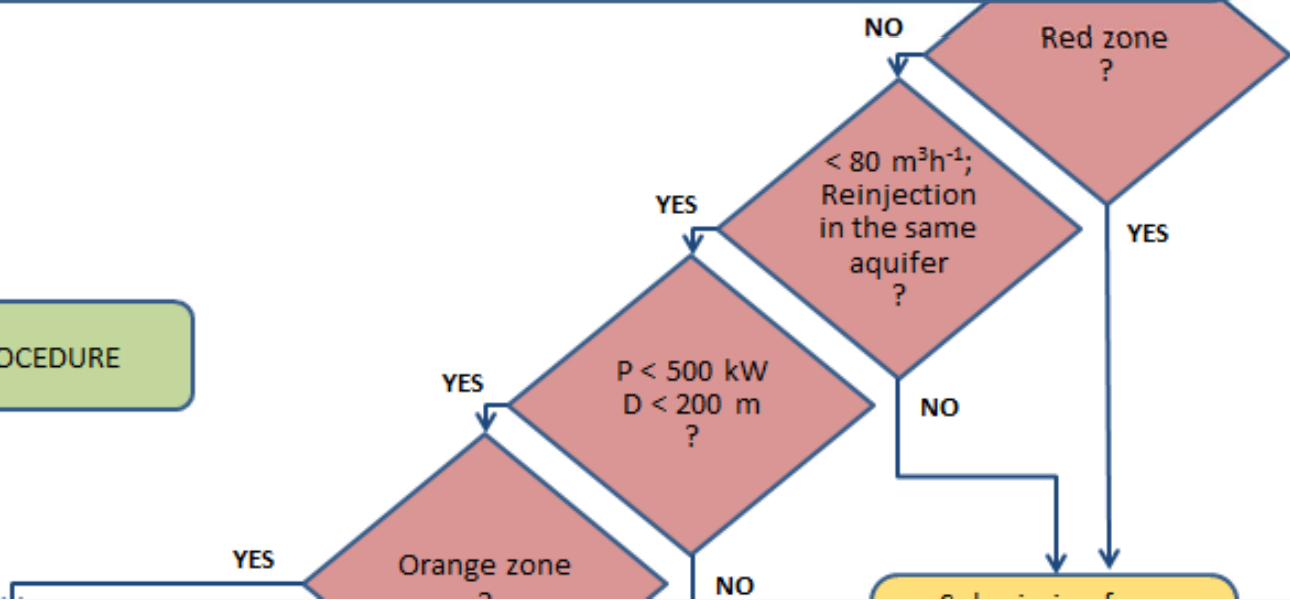 NO
Red zone
?
< 80 m³h⁻¹;
Reinjection
in the same
aquifer
?
YES
YES
OCEDURE
P < 500 kW
D < 200 m
?
YES
NO
Orange zone
?
YES
NO